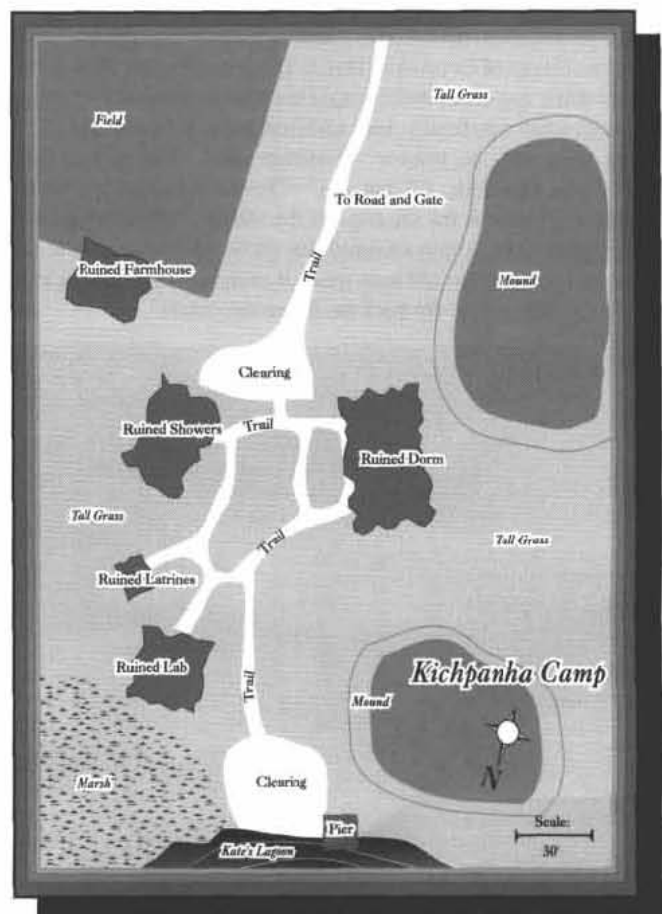 Tall Grass
Field
To Road and Gate
Trail
Ruined Farmhouse
Mound
Clearing
Ruined Showers
Trail
Ruined Dorm
Tall Grass
Trail
Tall Grass
Ruined Latrines
Ruined Lab
Kichpanha Camp
Trail
Mound
N
Marsh
Clearing
Pier
Scale:
30'
Kate's Lagoon